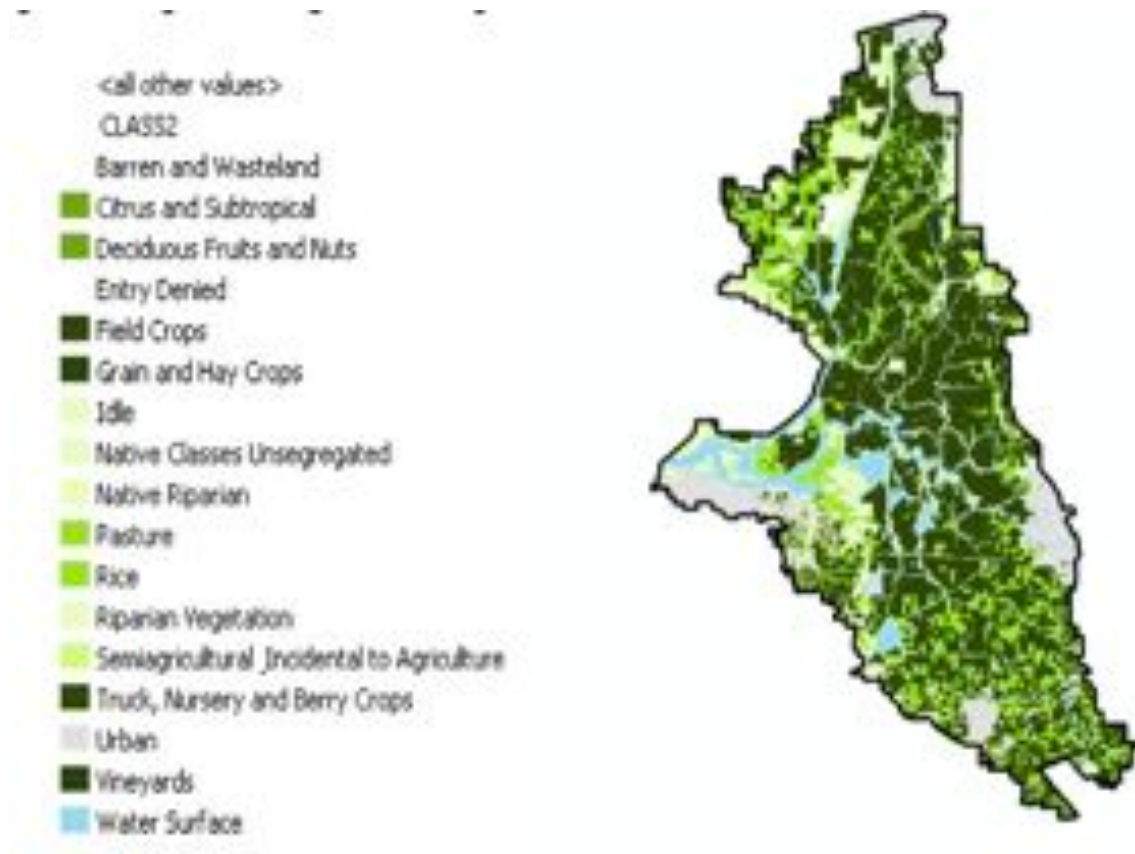 <all other values>
CLASS2
Barren and Wasteland
Citrus and Subtropical
Deciduous Fruits and Nuts
Entry Denied
Field Crops
Grain and Hay Crops
Idle
Native Classes Unsegregated
Native Riparian
Pasture
Rice
Riparian Vegetation
Semiagricultural_Incidental to Agriculture
Truck, Nursery and Berry Crops
Urban
Vineyards
Water Surface